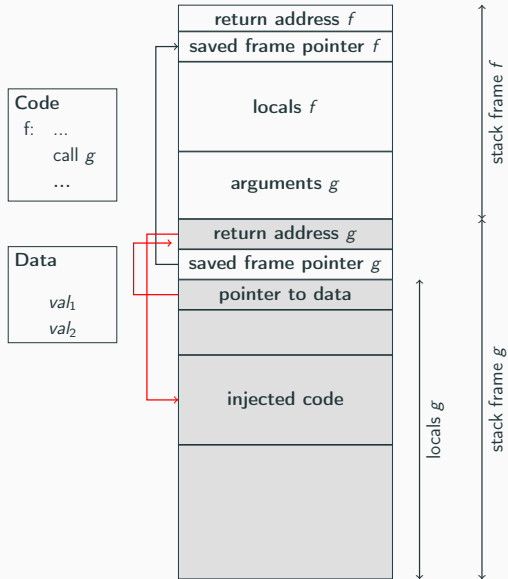 return address f
saved frame pointer f
locals f
arguments g
return address g
saved frame pointer g
pointer to data
injected code
Code
f: ...
call g
...
Data
val1
val2
stack frame f
locals g
stack frame g